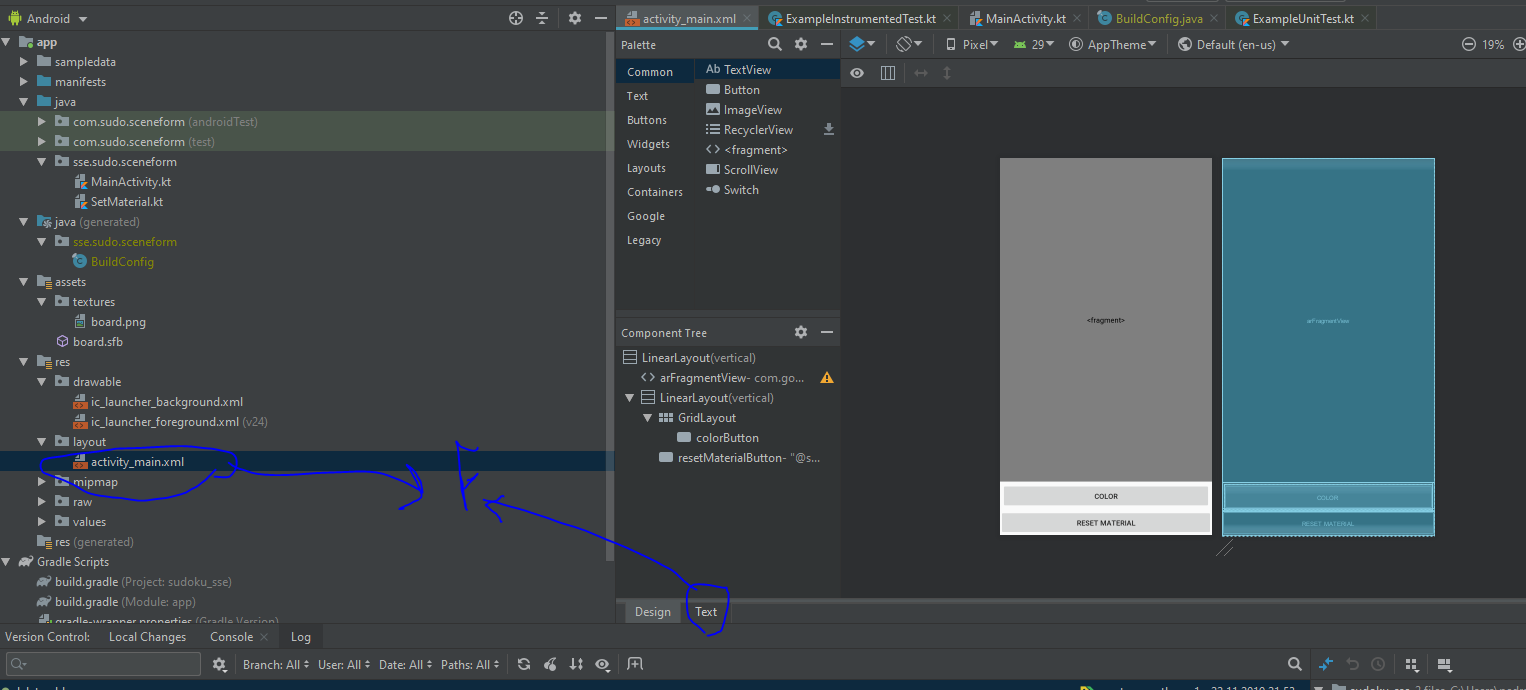 Android
activity_main.xml
ExampleInstrumentedTest.kt
MainActivity.kt
BuildConfig.java
ExampleUnitTest.kt
app
sampledata
manifests
java
com.sudo.sceneform (androidTest)
com.sudo.sceneform (test)
sse.sudo.sceneform
MainActivity.kt
SetMaterial.kt
java (generated)
sse.sudo.sceneform
BuildConfig
assets
textures
board.png
board.sfb
res
drawable
ic_launcher_background.xml
ic_launcher_foreground.xml (v24)
layout
activity_main.xml
mipmap
raw
values
res (generated)
Gradle Scripts
build.gradle (Project: sudoku_sse)
build.gradle (Module: app)
gradle-wrapper.properties (Gradle Version)
Palette
Common
Text
Buttons
Widgets
Layouts
Containers
Google
Legacy
Ab TextView
Button
ImageView
RecyclerView
<fragment>
ScrollView
Switch
Pixel
29
AppTheme
Default (en-us)
19%
Component Tree
LinearLayout(vertical)
arFragmentView- com.go...
LinearLayout(vertical)
GridLayout
colorButton
resetMaterialButton- "@s...
<fragment>
COLOR
RESET MATERIAL
arFragmentView
COLOR
RESET MATERIAL
Design
Text
Version Control:
Local Changes
Console
Log
Branch: All
User: All
Date: All
Paths: All